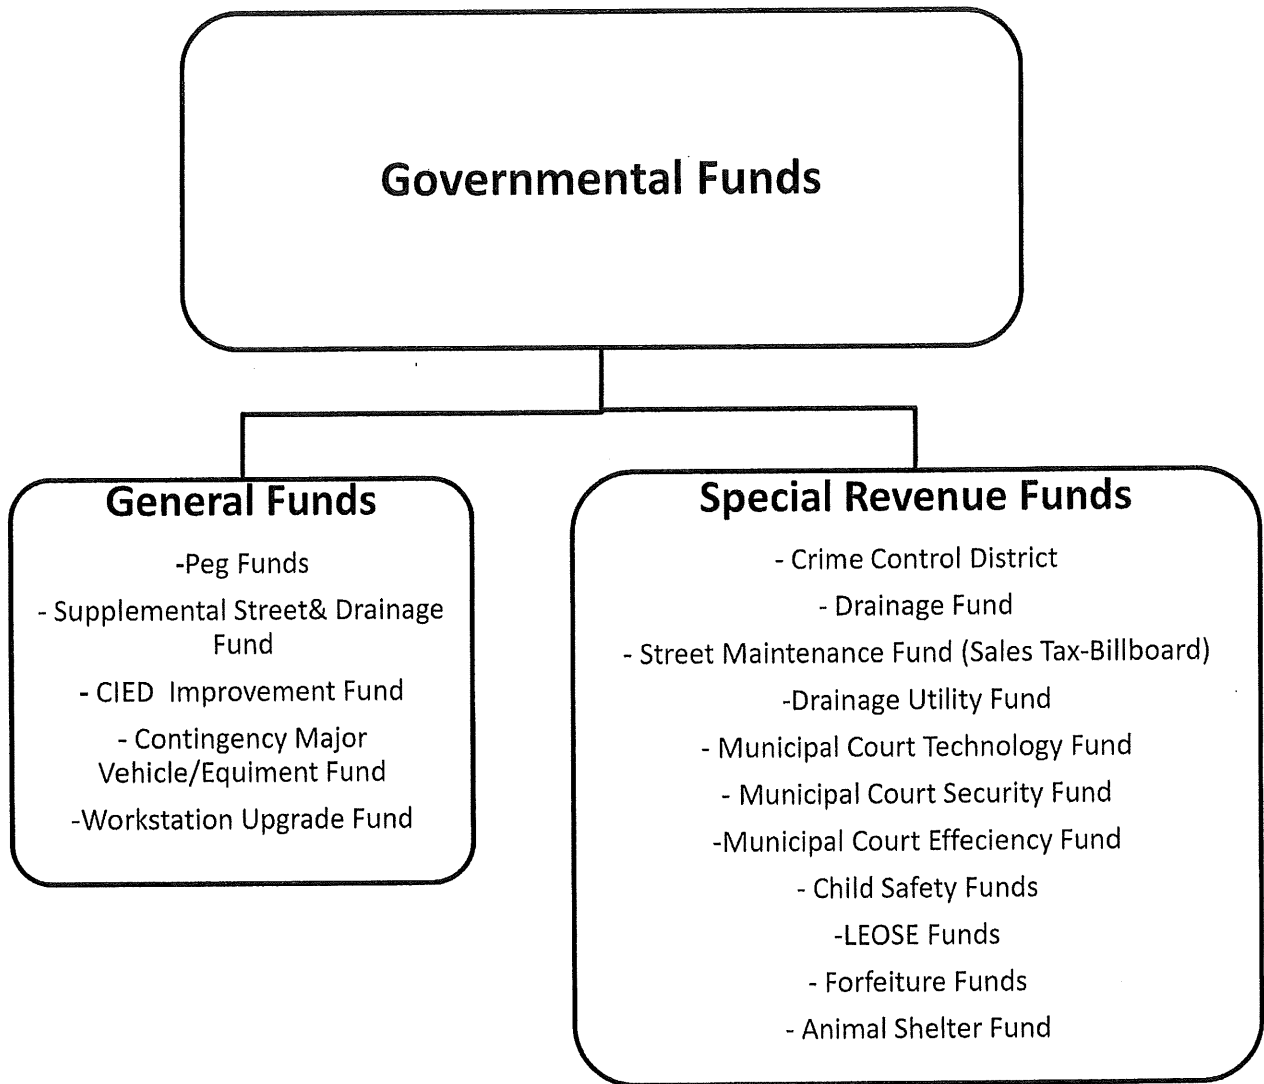 Governmental Funds
General Funds
-Peg Funds
- Supplemental Street& Drainage
Fund
- CIED  Improvement Fund
- Contingency Major
Vehicle/Equiment Fund
-Workstation Upgrade Fund
Special Revenue Funds
- Crime Control District
- Drainage Fund
- Street Maintenance Fund (Sales Tax-Billboard)
-Drainage Utility Fund
- Municipal Court Technology Fund
- Municipal Court Security Fund
-Municipal Court Effeciency Fund
- Child Safety Funds
-LEOSE Funds
- Forfeiture Funds
- Animal Shelter Fund